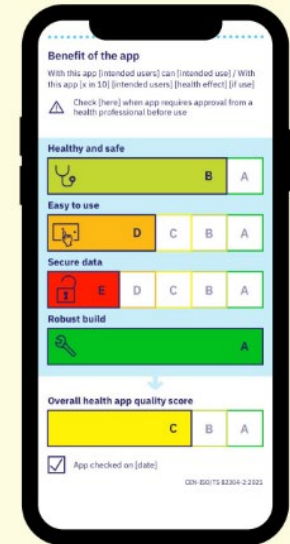 Benefit of the app
With this app [intended users] can [intended use] / With
this app [x in 10] [intended users] [health effect] [if use]
Check [here] when app requires approval from a
health professional before use
Healthy and safe
B A
Easy to use
D C B A
Secure data
E D C B A
Robust build
A
Overall health app quality score
C B A
App checked on [date]
CEN-ISO/TS 82304-2:2021